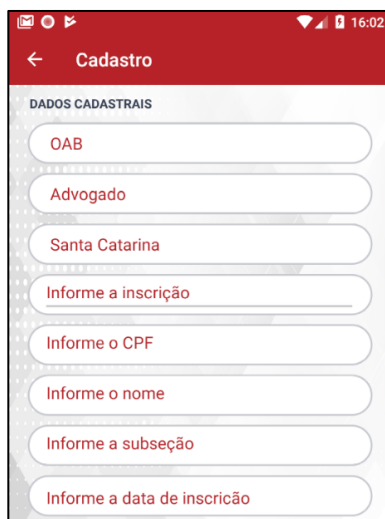 16:02
Cadastro
DADOS CADASTRAIS
OAB
Advogado
Santa Catarina
Informe a inscrição
Informe o CPF
Informe o nome
Informe a subseção
Informe a data de inscrição